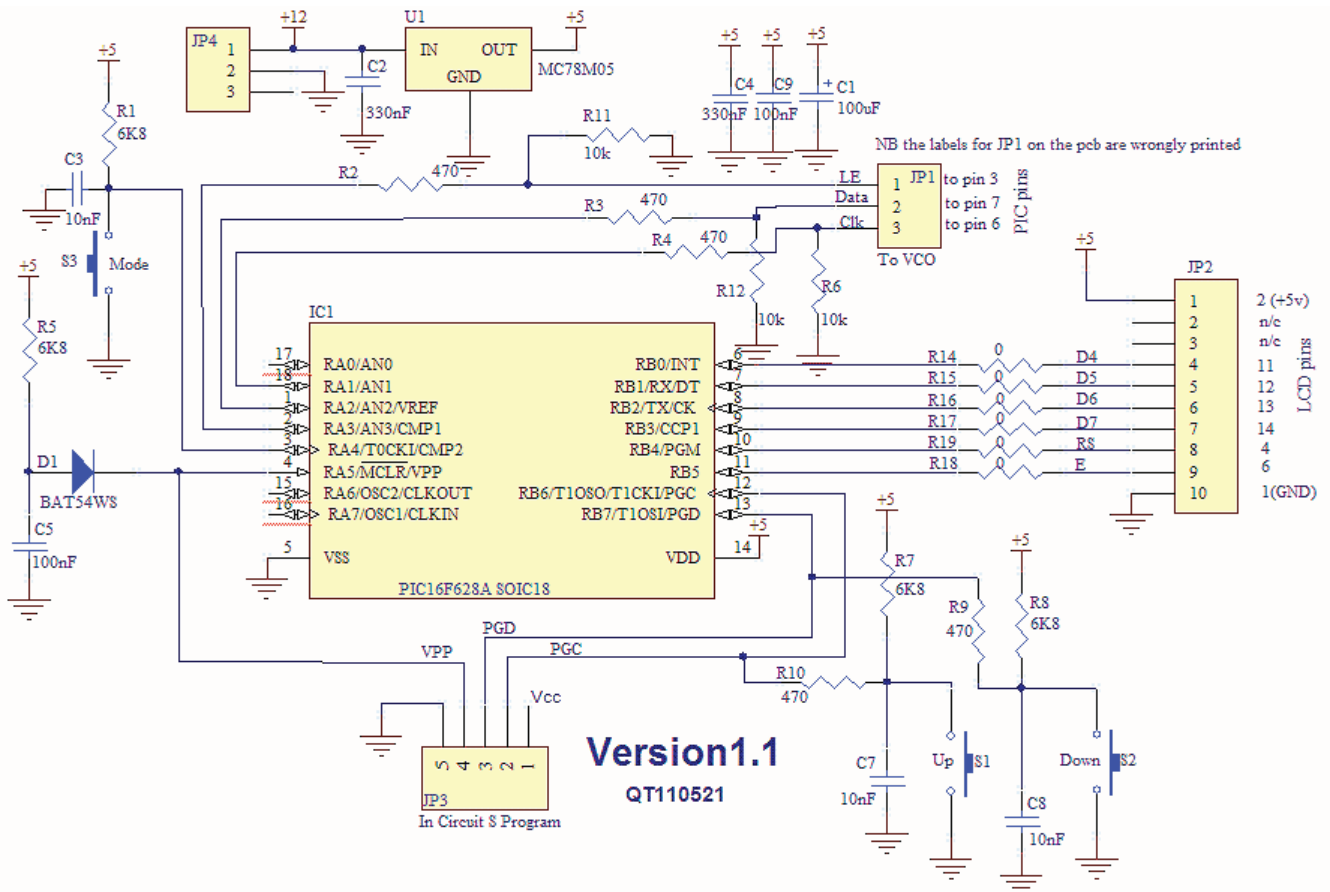 +12
U1
+5
+5
JP4
1
2
3
IN
OUT
GND
MC78M05
C2
330nF
+5
+5
+5
C4
330nF
C9
100nF
+
C1
100uF
R1
6K8
C3
10nF
S3
Mode
R11
10k
R2
470
R3
470
R4
470
NB the labels for JP1 on the pcb are wrongly printed
LE
Data
Clk
JP1
1
2
3
to pin 3
to pin 7
to pin 6
PIC pins
To VCO
R12
10k
R6
10k
+5
R5
6K8
D1
BAT54WS
C5
100nF
IC1
17
RA0/AN0
18
RA1/AN1
1
RA2/AN2/VREF
2
RA3/AN3/CMP1
3
RA4/T0CKI/CMP2
4
RA5/MCLR/VPP
15
RA6/OSC2/CLKOUT
16
RA7/OSC1/CLKIN
5
VSS
RB0/INT
6
RB1/RX/DT
7
RB2/TX/CK
8
RB3/CCP1
9
RB4/PGM
10
RB5
11
RB6/T1OSO/T1CKI/PGC
12
RB7/T1OSI/PGD
13
VDD
14
+5
PIC16F628A SOIC18
R14
0
D4
R15
0
D5
R16
0
D6
R17
0
D7
R19
0
RS
R18
0
E
+5
JP2
1
2 (+5v)
2
n/c
3
n/c
4
11
5
12
6
13
7
14
8
4
9
6
10
1(GND)
LCD pins
+5
R7
6K8
R9
470
+5
R8
6K8
PGD
VPP
PGC
R10
470
Vcc
5
4
3
2
1
JP3
In Circuit S Program
Version1.1
QT110521
C7
10nF
Up
S1
C8
10nF
Down
S2